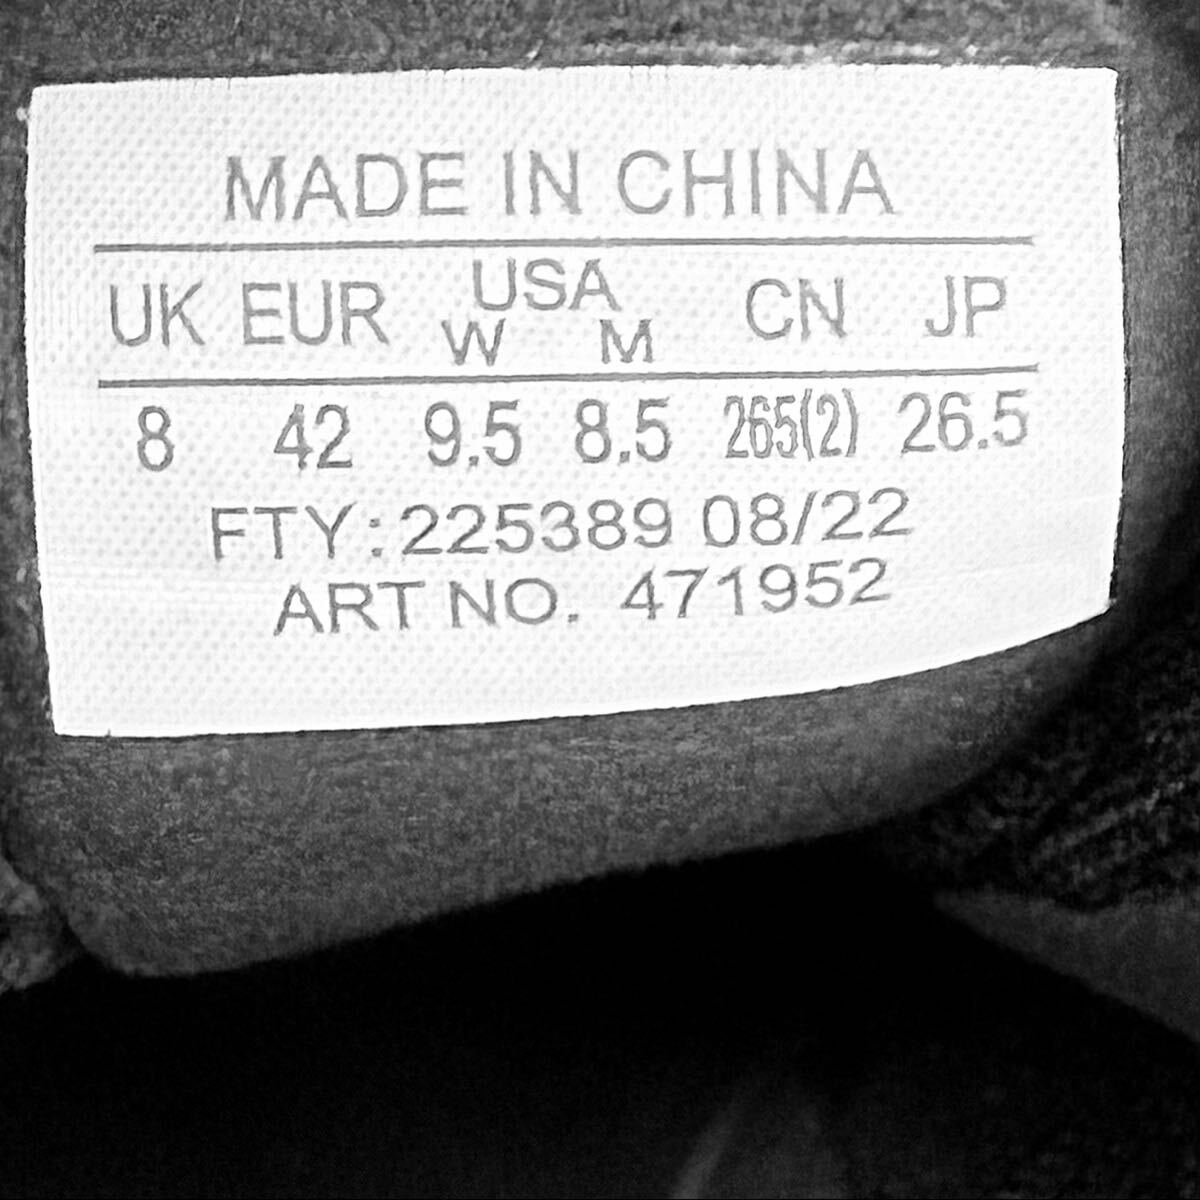 MADE IN CHINA
UK EUR USA CN JP
W M
8 42 9.5 8.5 265(2) 26.5
FTY:225389 08/22
ART NO. 471952